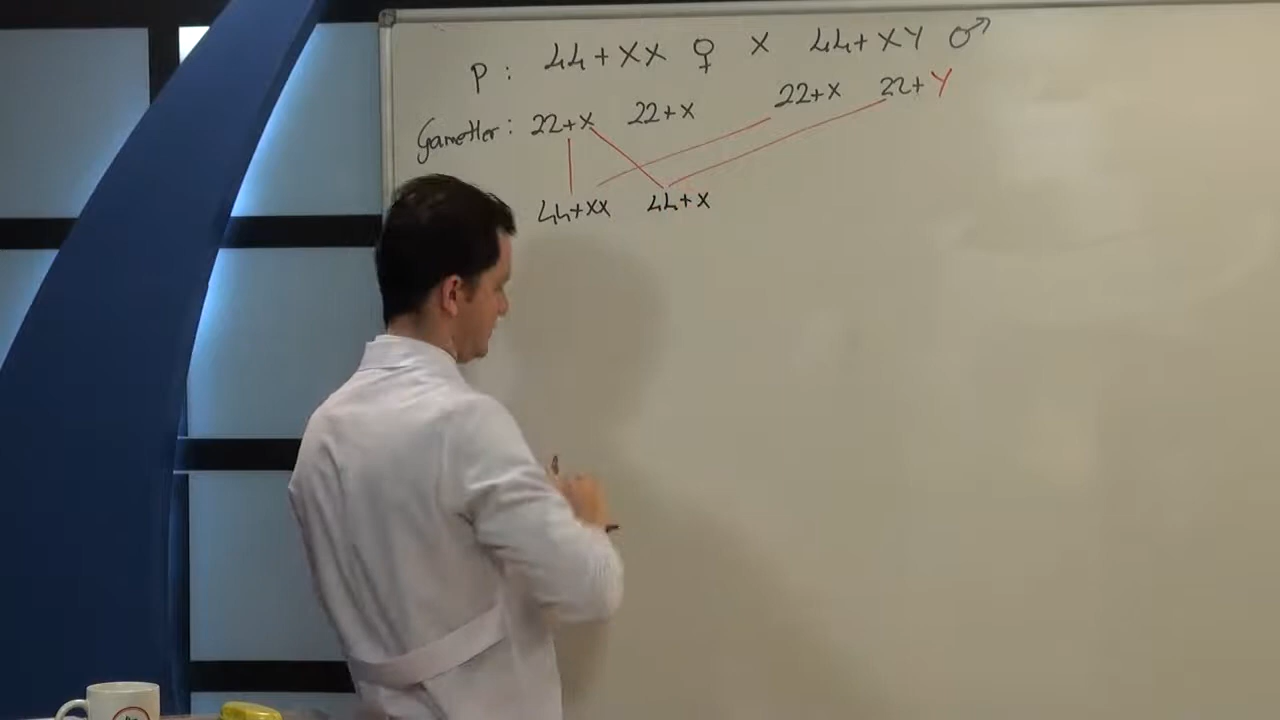 P: 44+XX ♀ X 44+XY ♂
Gametler: 22+X 22+X 22+X 22+Y
44+XX 44+X